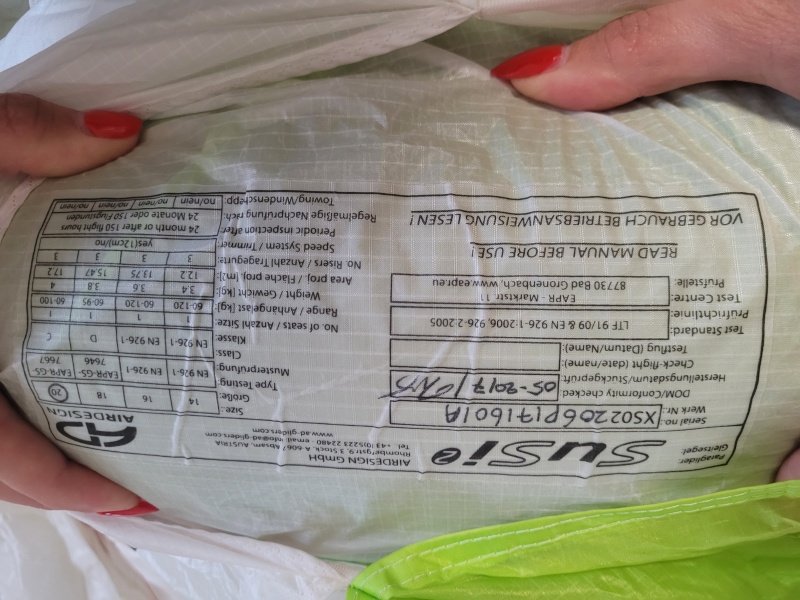 Paraglider:
Gleitsegel:
SuSie
AIRDESIGN GmbH
Rhombergstr.9, 3.Stock, A-6067 Absam, AUSTRIA
Tel. +43 (0)5223 22480 email: info@ad-gliders.com
www.ad-gliders.com
AD
AIRDESIGN
Serial no.:
Werk Nr.:
XS02206P171601A
DOM/Conformity checked:
Herstellungsdatum/Stückgeprüft:
05-2017 /
Check-flight (date/name):
Testflug (Datum/Name):
Test Standard:
Prüfrichtlinie:
LTF 91/09 & EN 926-1:2006, 926-2:2005
Test Centre:
Prüfstelle:
EAPR - Marktstr. 11
87730 Bad Grönenbach, www.eapr.eu
READ MANUAL BEFORE USE!
VOR GEBRAUCH BETRIEBSANWEISUNG LESEN!
Size:
Größe:
14 16 18 20
Type Testing:
Musterprüfung:
EN 926-1 EN 926-1 EAPR-GS-7646 EAPR-GS-7667
Class:
Klasse:
EN 926-1 EN 926-1 D C
No. of seats / Anzahl Sitze:
1 1 1 1
Range / Anhängelast [kg]:
60-120 60-120 60-95 60-100
Weight / Gewicht [kg]:
3.4 3.6 3.8 4
Area proj. / Fläche proj. [m2]:
12.2 13.75 15.47 17.2
No. Risers / Anzahl Tragegurte:
3 3 3 3
Speed System / Trimmer:
yes(12cm)/no
Periodic inspection after:
24 month or after 150 flight hours
Regelmäßige Nachprüfung nach:
24 Monate oder 150 Flugstunden
Towing/Windenschlepp:
no/nein no/nein no/nein no/nein